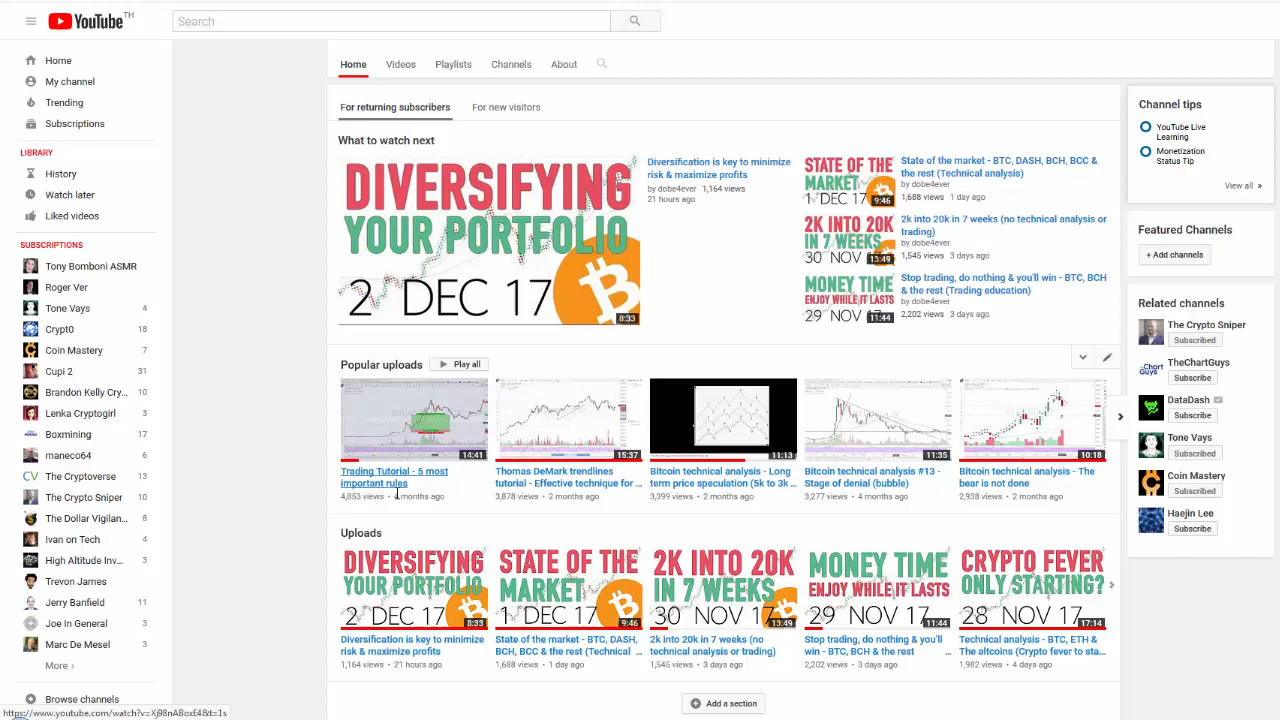 YouTube TH
Search
Home
My channel
Trending
Subscriptions
LIBRARY
History
Watch later
Liked videos
SUBSCRIPTIONS
Tony Bomboni ASMR
Roger Ver
Tone Vays 4
Crypt0 18
Coin Mastery 7
Cupi 2 31
Brandon Kelly Cry... 10
Lenka Cryptogirl 3
Boxmining 17
maneco64 6
The Cryptoverse 13
The Crypto Sniper 10
The Dollar Vigilan... 8
Ivan on Tech 3
High Altitude Inv... 3
Trevon James
Jerry Banfield 11
Joe In General 3
Marc De Mesel 3
More ›
Browse channels
Home Videos Playlists Channels About
For returning subscribers For new visitors
What to watch next
DIVERSIFYING
YOUR PORTFOLIO
2 DEC 17
8:33
Diversification is key to minimize
risk & maximize profits
by dobe4ever 1,164 views
21 hours ago
STATE OF THE
MARKET
1 DEC 17
9:46
State of the market - BTC, DASH, BCH, BCC &
the rest (Technical analysis)
by dobe4ever
1,688 views 1 day ago
2K INTO 20K
IN 7 WEEKS
30 NOV
13:49
2k into 20k in 7 weeks (no technical analysis or
trading)
by dobe4ever
1,545 views 3 days ago
MONEY TIME
ENJOY WHILE IT LASTS
29 NOV
11:44
Stop trading, do nothing & you'll win - BTC, BCH
& the rest (Trading education)
by dobe4ever
2,202 views 3 days ago
Popular uploads Play all
14:41
Trading Tutorial - 5 most
important rules
4,853 views • 4 months ago
15:37
Thomas DeMark trendlines
tutorial - Effective technique for ...
3,878 views • 2 months ago
11:13
Bitcoin technical analysis - Long
term price speculation (5k to 3k ...
3,399 views • 2 months ago
11:35
Bitcoin technical analysis #13 -
Stage of denial (bubble)
3,277 views • 4 months ago
10:18
Bitcoin technical analysis - The
bear is not done
2,938 views • 2 months ago
Uploads
DIVERSIFYING
YOUR PORTFOLIO
2 DEC 17
8:33
Diversification is key to minimize
risk & maximize profits
1,164 views • 21 hours ago
STATE OF THE
MARKET
1 DEC 17
9:46
State of the market - BTC, DASH,
BCH, BCC & the rest (Technical ...
1,688 views • 1 day ago
2K INTO 20K
IN 7 WEEKS
30 NOV 17
13:49
2k into 20k in 7 weeks (no
technical analysis or trading)
1,545 views • 3 days ago
MONEY TIME
ENJOY WHILE IT LASTS
29 NOV 17
11:44
Stop trading, do nothing & you'll
win - BTC, BCH & the rest ...
2,202 views • 3 days ago
CRYPTO FEVER
ONLY STARTING?
28 NOV 17
17:14
Technical analysis - BTC, ETH &
The altcoins (Crypto fever to sta...
1,982 views • 4 days ago
Add a section
Channel tips
YouTube Live
Learning
Monetization
Status Tip
View all »
Featured Channels
+ Add channels
Related channels
The Crypto Sniper
Subscribed
CHART
GUYS
TheChartGuys
Subscribe
DataDash
Subscribe
Tone Vays
Subscribed
Coin Mastery
Subscribed
Haejin Lee
Subscribe